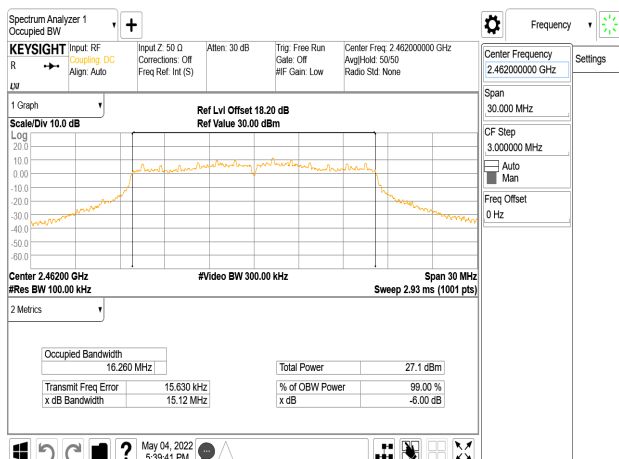 Spectrum Analyzer 1
Occupied BW
Frequency
KEYSIGHT
R
Input: RF
Coupling: DC
Align: Auto
Input Z: 50 Ω
Corrections: Off
Freq Ref: Int (S)
Atten: 30 dB
Trig: Free Run
Gate: Off
#IF Gain: Low
Center Freq: 2.462000000 GHz
Avg|Hold: 50/50
Radio Std: None
LXI
Center Frequency
2.462000000 GHz
Settings
Span
30.000 MHz
CF Step
3.000000 MHz
Auto
Man
Freq Offset
0 Hz
1 Graph
Scale/Div 10.0 dB
Ref Lvl Offset 18.20 dB
Ref Value 30.00 dBm
Log
20.0
10.0
0.00
-10.0
-20.0
-30.0
-40.0
-50.0
-60.0
Center 2.46200 GHz
#Video BW 300.00 kHz
Span 30 MHz
#Res BW 100.00 kHz
Sweep 2.93 ms (1001 pts)
2 Metrics
Occupied Bandwidth
16.260 MHz
Total Power 27.1 dBm
Transmit Freq Error 15.630 kHz
% of OBW Power 99.00 %
x dB Bandwidth 15.12 MHz
x dB -6.00 dB
?
May 04, 2022
5:39:41 PM